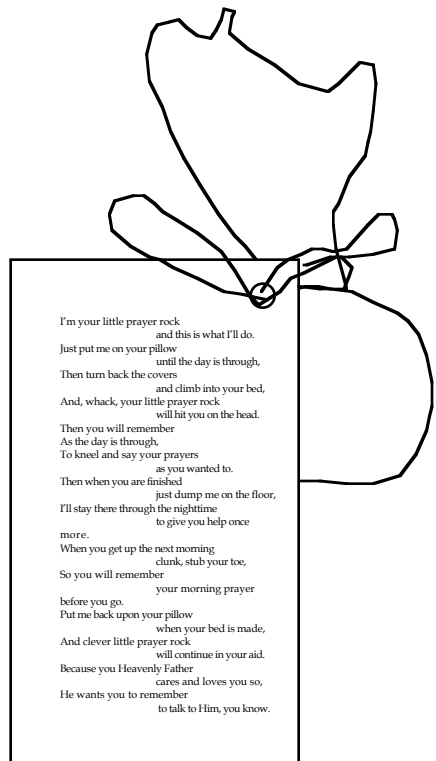 I'm your little prayer rock
and this is what I'll do.
Just put me on your pillow
until the day is through,
Then turn back the covers
and climb into your bed,
And, whack, your little prayer rock
will hit you on the head.
Then you will remember
As the day is through,
To kneel and say your prayers
as you wanted to.
Then when you are finished
just dump me on the floor,
I'll stay there through the nighttime
to give you help once
more.
When you get up the next morning
clunk, stub your toe,
So you will remember
your morning prayer
before you go.
Put me back upon your pillow
when your bed is made,
And clever little prayer rock
will continue in your aid.
Because you Heavenly Father
cares and loves you so,
He wants you to remember
to talk to Him, you know.